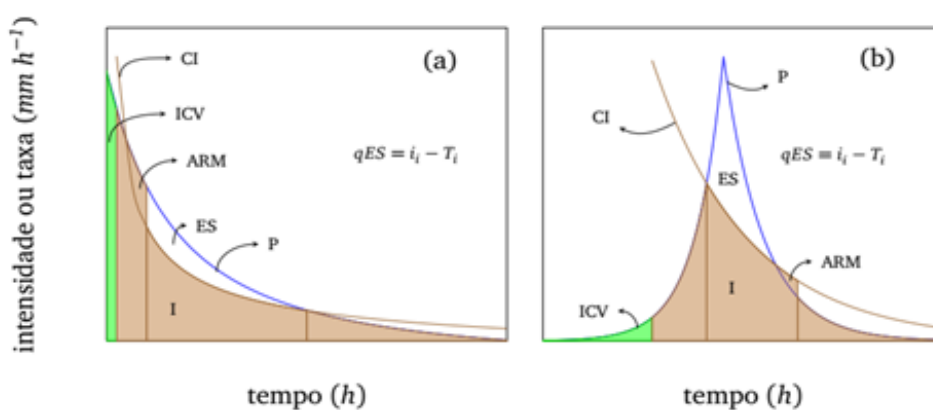 intensidade ou taxa (mm h⁻¹)
(a)
CI
ICV
ARM
qES = iᵢ − Tᵢ
ES
P
I
tempo (h)
(b)
P
CI
qES = iᵢ − Tᵢ
ES
ARM
I
ICV
tempo (h)